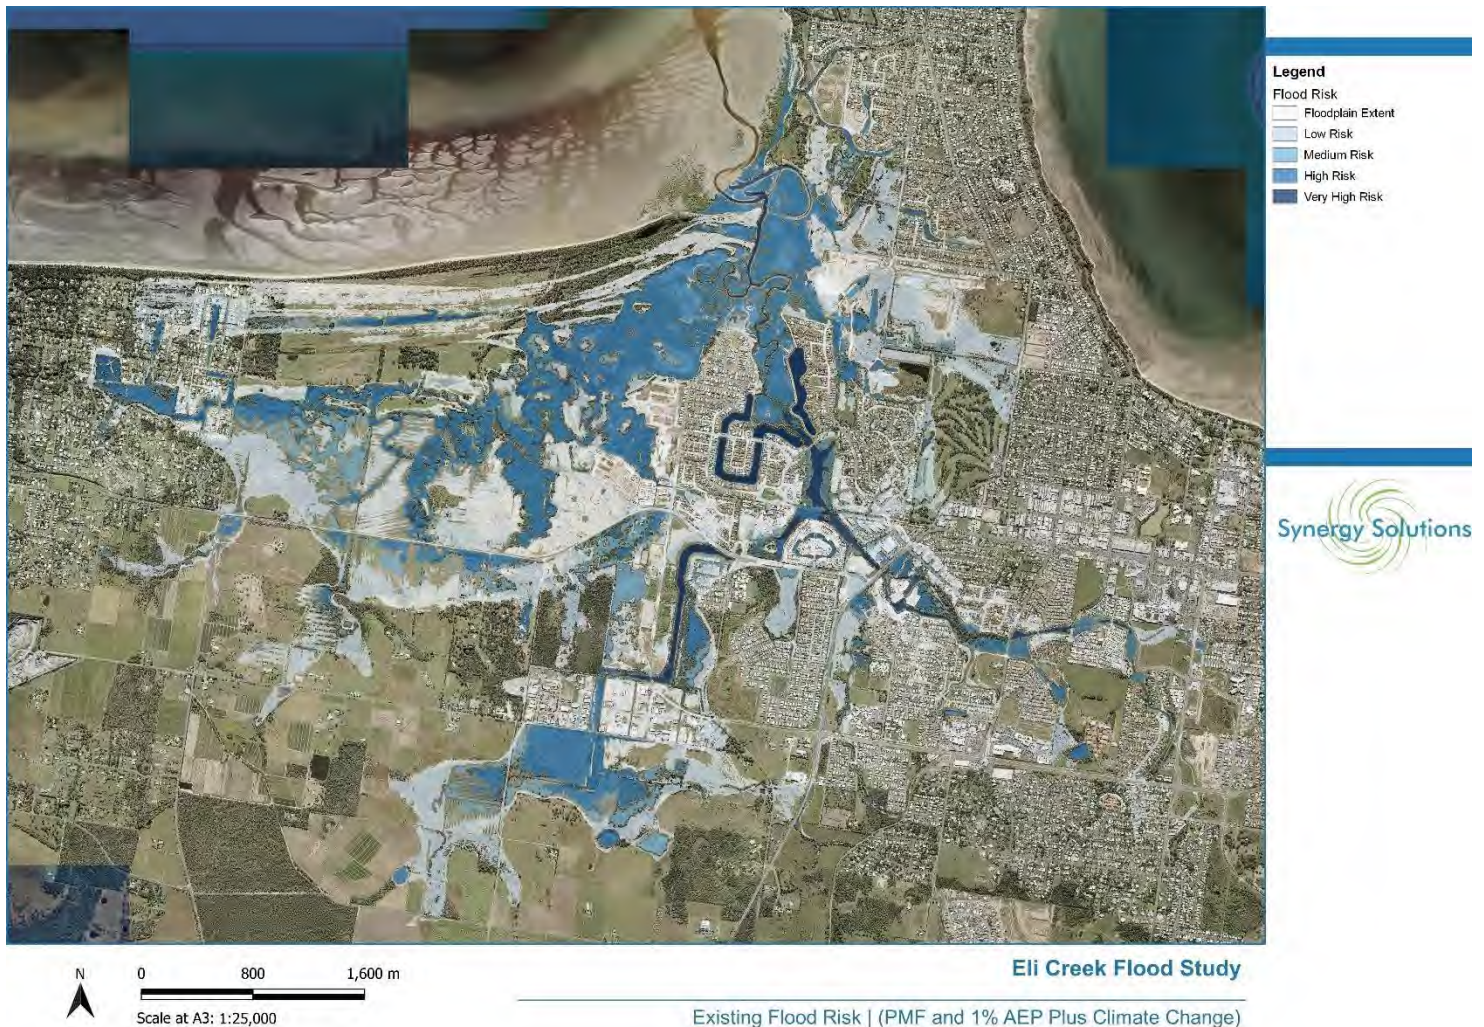 Legend
Flood Risk
Floodplain Extent
Low Risk
Medium Risk
High Risk
Very High Risk
Synergy Solutions
N
0 800 1,600 m
Scale at A3: 1:25,000
Eli Creek Flood Study
Existing Flood Risk | (PMF and 1% AEP Plus Climate Change)